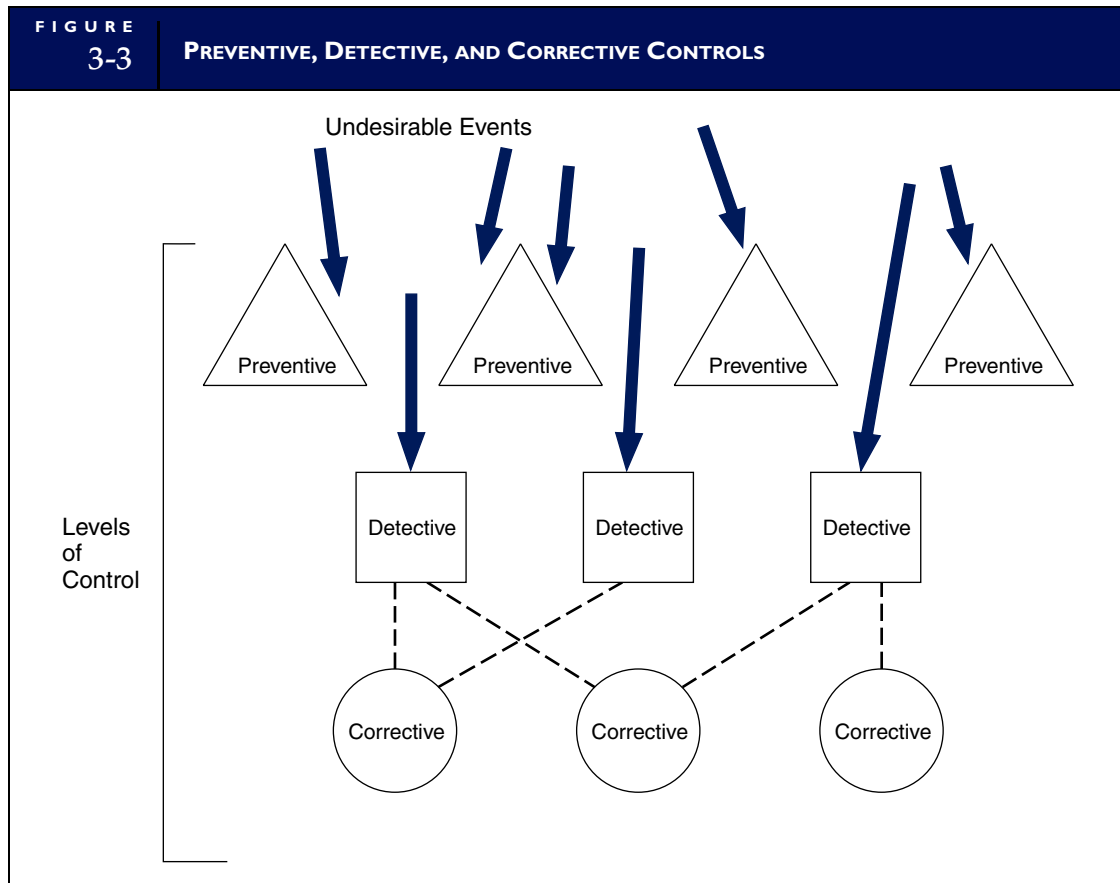 FIGURE
3-3
PREVENTIVE, DETECTIVE, AND CORRECTIVE CONTROLS
Undesirable Events
Preventive
Preventive
Preventive
Preventive
Levels
of
Control
Detective
Detective
Detective
Corrective
Corrective
Corrective